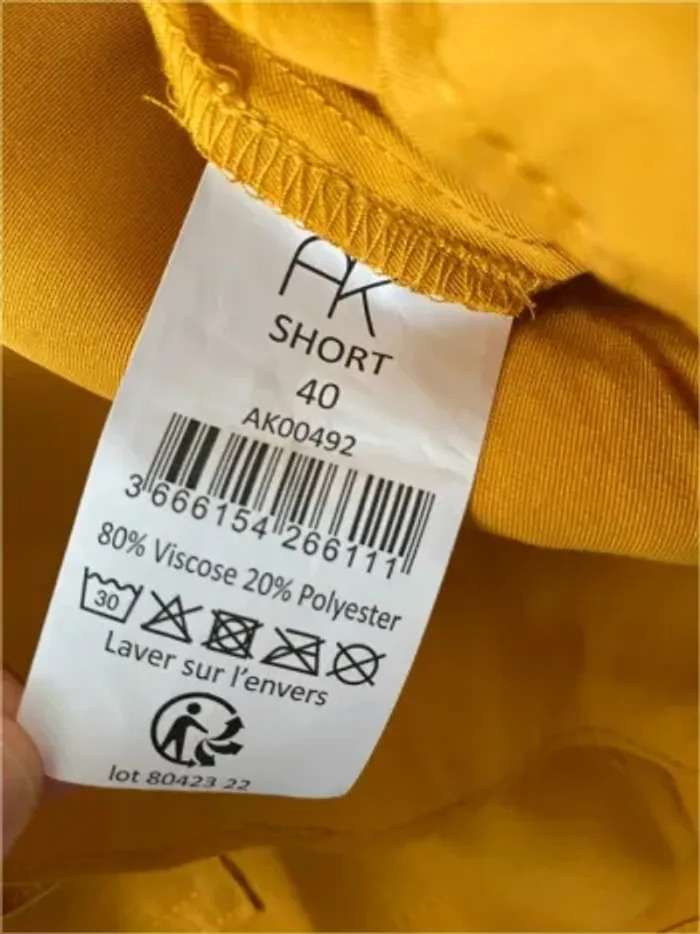 AK
SHORT
40
AK00492
3 666154 266111
80% Viscose 20% Polyester
30
Laver sur l'envers
lot 80423 22